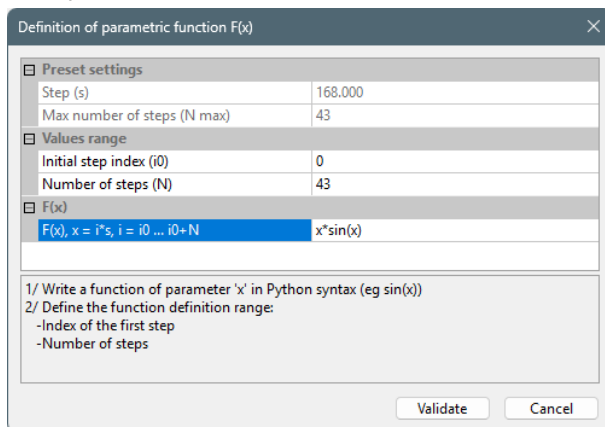 Definition of parametric function F(x)
Preset settings
Step (s) 168.000
Max number of steps (N max) 43
Values range
Initial step index (i0) 0
Number of steps (N) 43
F(x)
F(x), x = i*s, i = i0 ... i0+N x*sin(x)
1/ Write a function of parameter 'x' in Python syntax (eg sin(x))
2/ Define the function definition range:
-Index of the first step
-Number of steps
Validate Cancel